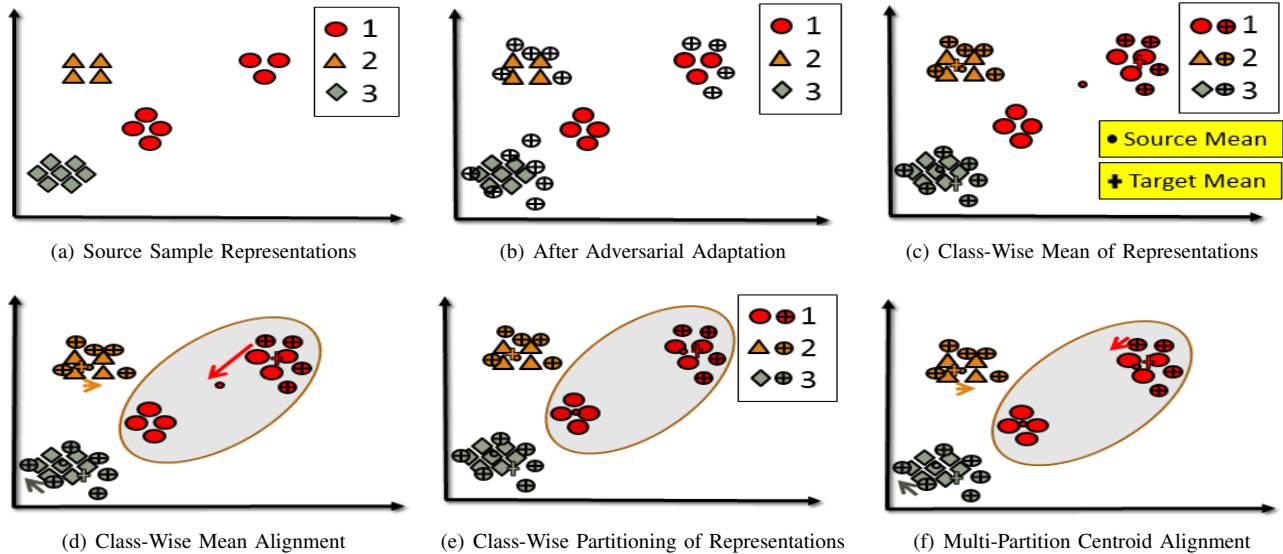 1
2
3
1
2
3
1
2
3
Source Mean
Target Mean
(a) Source Sample Representations
(b) After Adversarial Adaptation
(c) Class-Wise Mean of Representations
1
2
3
(d) Class-Wise Mean Alignment
(e) Class-Wise Partitioning of Representations
(f) Multi-Partition Centroid Alignment